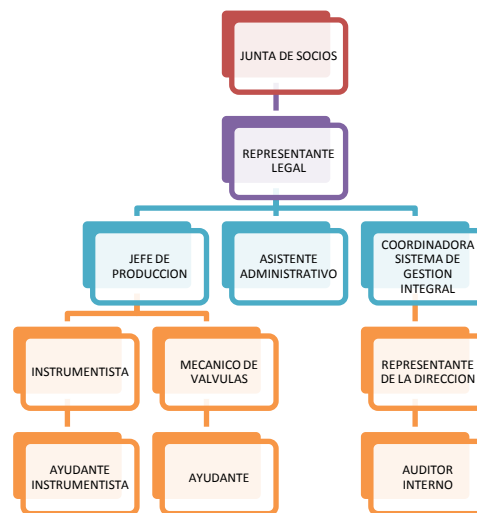 JUNTA DE SOCIOS
REPRESENTANTE
LEGAL
JEFE DE
PRODUCCION
ASISTENTE
ADMINISTRATIVO
COORDINADORA
SISTEMA DE
GESTION
INTEGRAL
INSTRUMENTISTA
MECANICO DE
VALVULAS
REPRESENTANTE
DE LA DIRECCION
AYUDANTE
INSTRUMENTISTA
AYUDANTE
AUDITOR
INTERNO